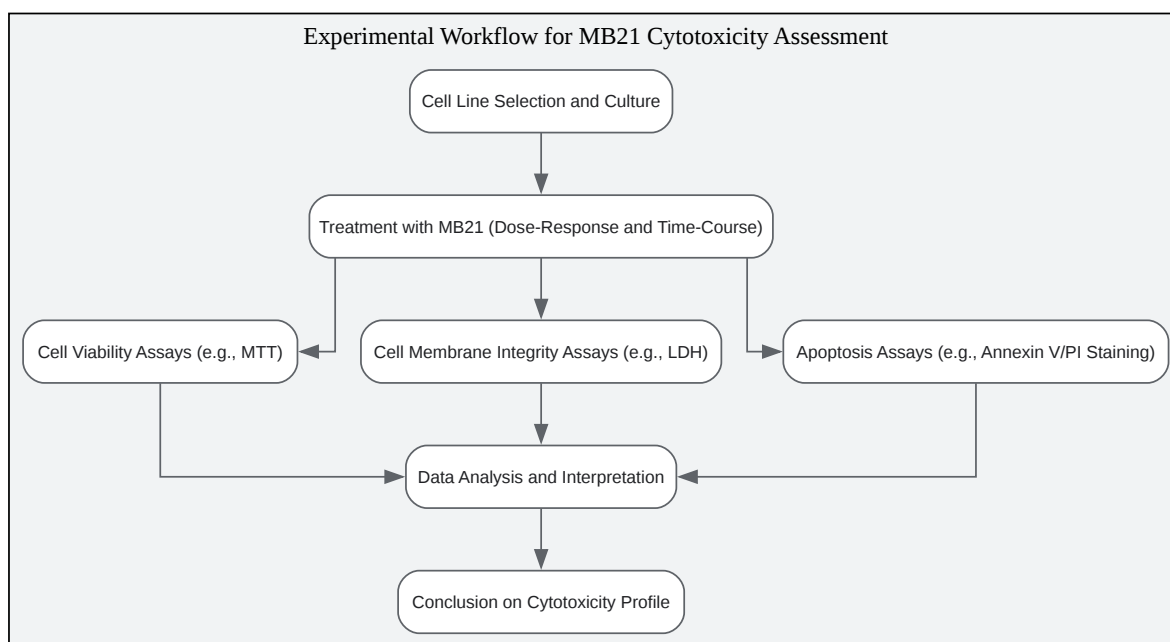 Experimental Workflow for MB21 Cytotoxicity Assessment
Cell Line Selection and Culture
Treatment with MB21 (Dose-Response and Time-Course)
Cell Viability Assays (e.g., MTT)
Cell Membrane Integrity Assays (e.g., LDH)
Apoptosis Assays (e.g., Annexin V/PI Staining)
Data Analysis and Interpretation
Conclusion on Cytotoxicity Profile